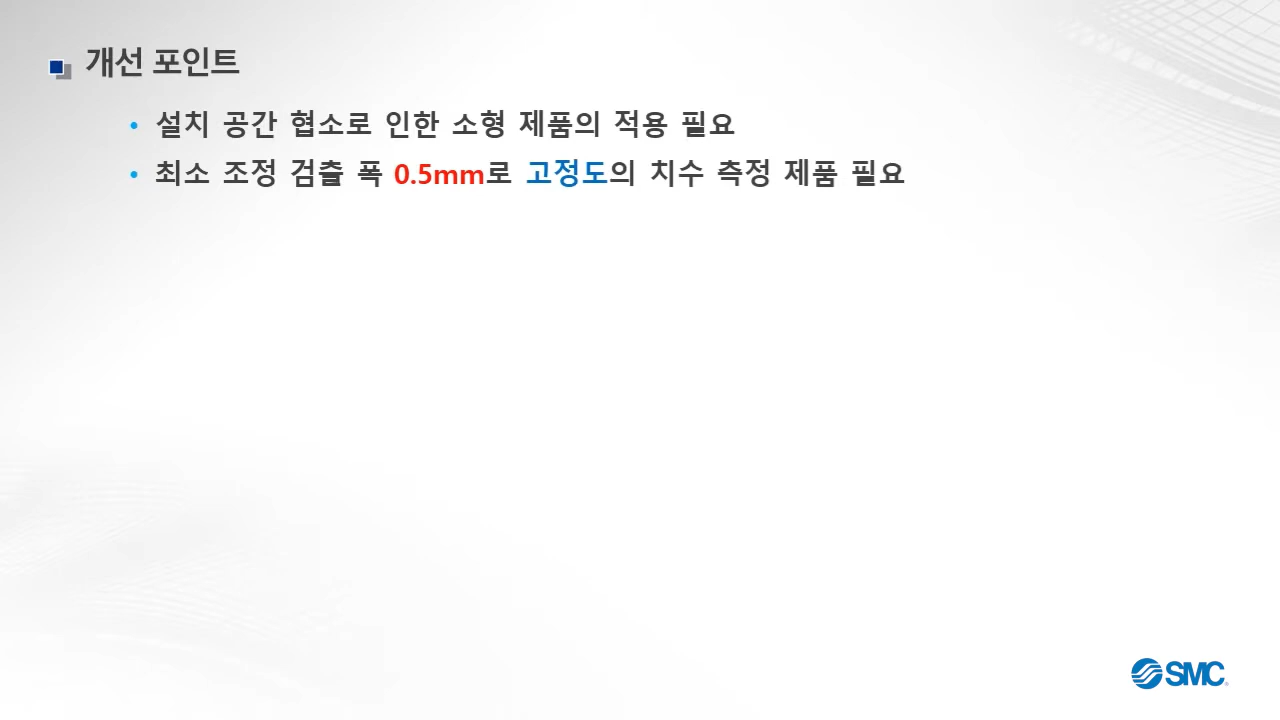 개선 포인트
설치 공간 협소로 인한 소형 제품의 적용 필요
최소 조정 검출 폭 0.5mm로 고정도의 치수 측정 제품 필요
SMC